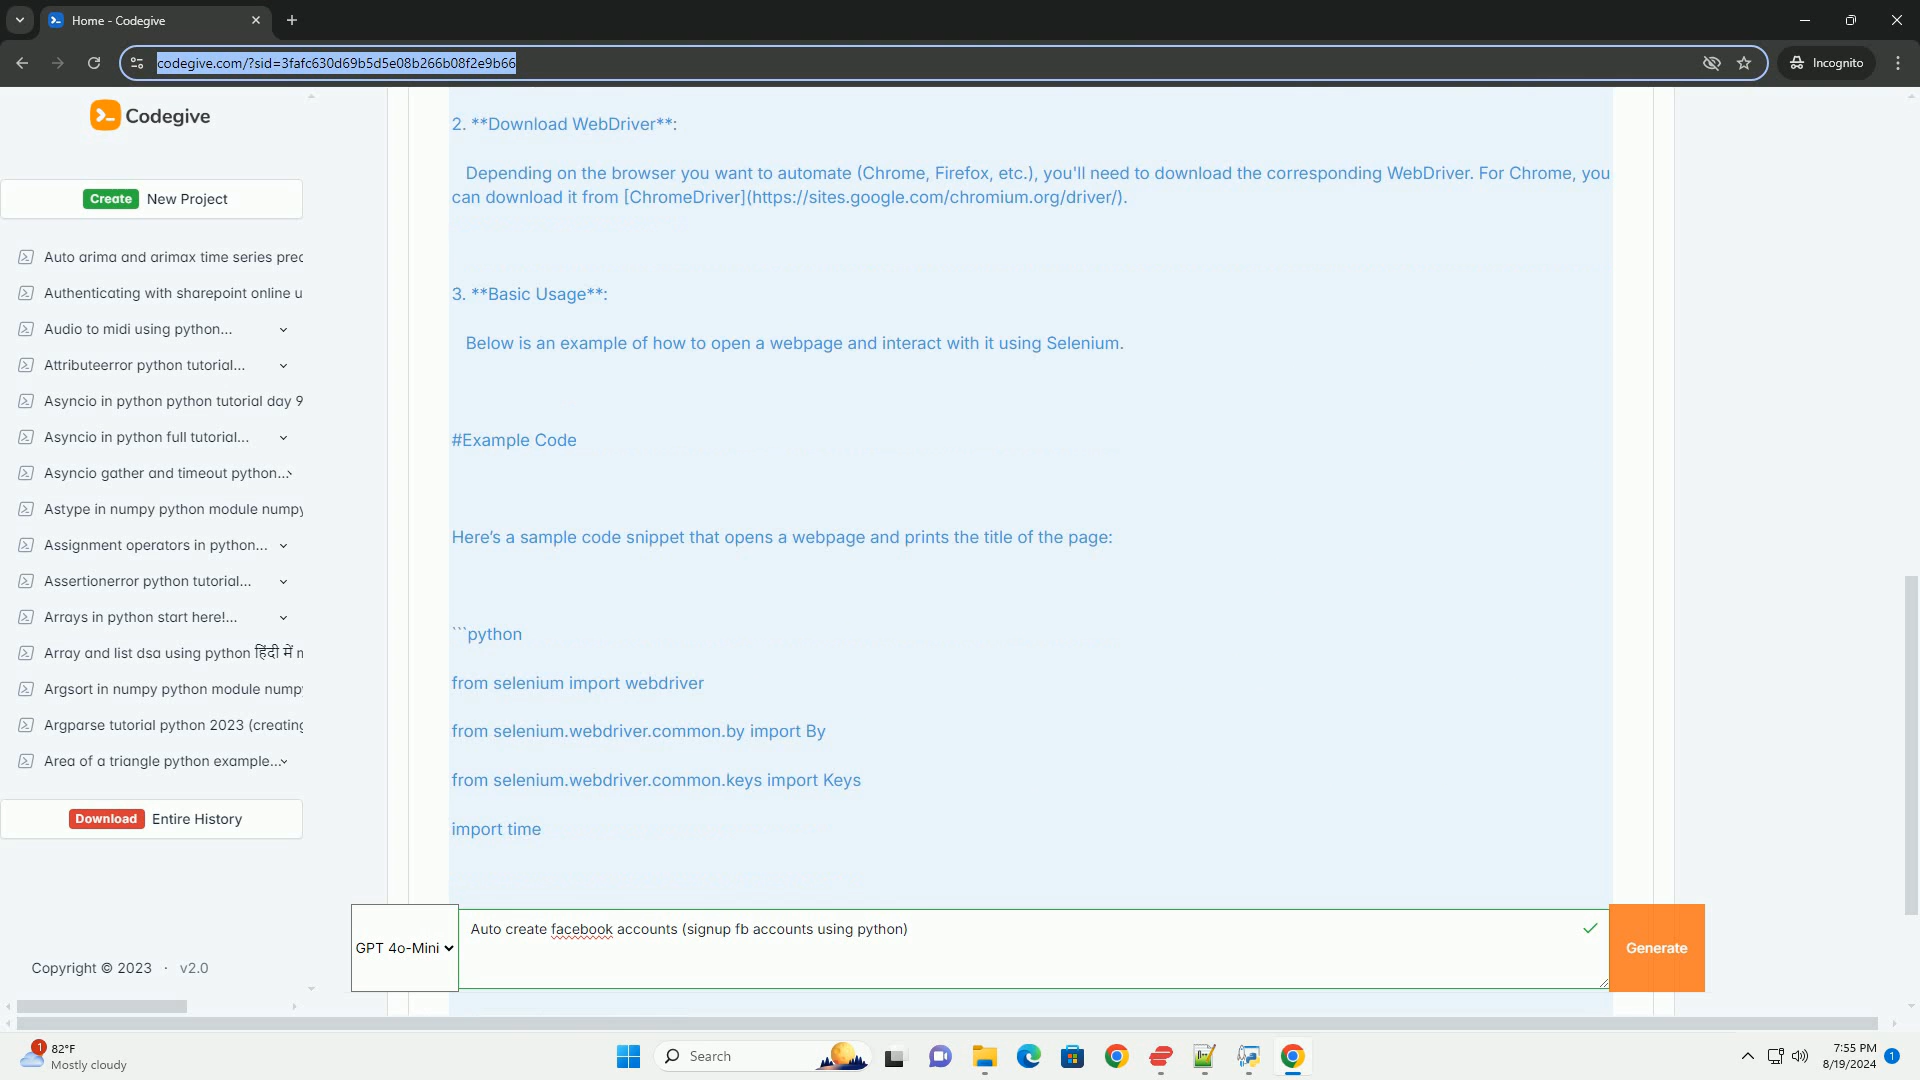 Home - Codegive
codegive.com/?sid=3fafc630d69b5d5e08b266b08f2e9b66
Incognito
Codegive
Create New Project
Auto arima and arimax time series prec
Authenticating with sharepoint online u
Audio to midi using python...
Attributeerror python tutorial...
Asyncio in python python tutorial day 9
Asyncio in python full tutorial...
Asyncio gather and timeout python...
Astype in numpy python module numpy
Assignment operators in python...
Assertionerror python tutorial...
Arrays in python start here!...
Array and list dsa using python हिंदी में n
Argsort in numpy python module numpy
Argparse tutorial python 2023 (creating
Area of a triangle python example...
Download Entire History
Copyright © 2023 · v2.0
2. **Download WebDriver**:
Depending on the browser you want to automate (Chrome, Firefox, etc.), you'll need to download the corresponding WebDriver. For Chrome, you
can download it from [ChromeDriver](https://sites.google.com/chromium.org/driver/).
3. **Basic Usage**:
Below is an example of how to open a webpage and interact with it using Selenium.
#Example Code
Here’s a sample code snippet that opens a webpage and prints the title of the page:
```python
from selenium import webdriver
from selenium.webdriver.common.by import By
from selenium.webdriver.common.keys import Keys
import time
GPT 4o-Mini
Auto create facebook accounts (signup fb accounts using python)
Generate
1
82°F
Mostly cloudy
Search
7:55 PM
8/19/2024
1